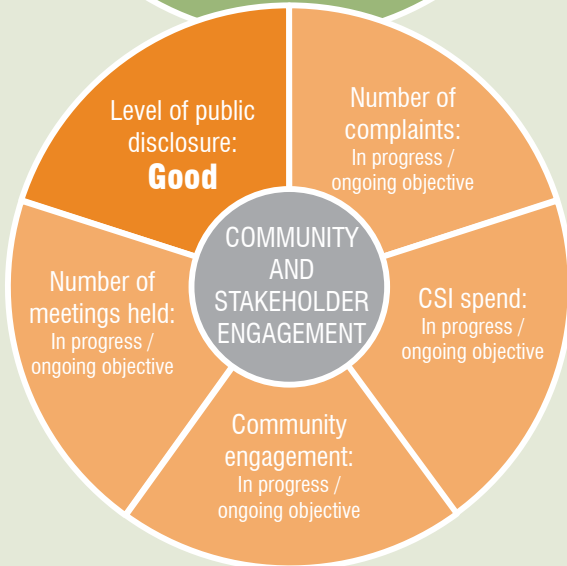 Level of public
disclosure:
Good
Number of
complaints:
In progress /
ongoing objective
COMMUNITY
AND
STAKEHOLDER
ENGAGEMENT
Number of
meetings held:
In progress /
ongoing objective
CSI spend:
In progress /
ongoing objective
Community
engagement:
In progress /
ongoing objective